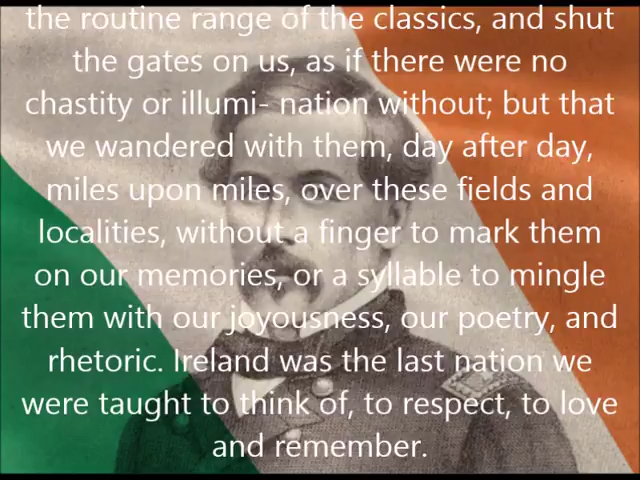 the routine range of the classics, and shut
the gates on us, as if there were no
chastity or illumi- nation without; but that
we wandered with them, day after day,
miles upon miles, over these fields and
localities, without a finger to mark them
on our memories, or a syllable to mingle
them with our joyousness, our poetry, and
rhetoric. Ireland was the last nation we
were taught to think of, to respect, to love
and remember.